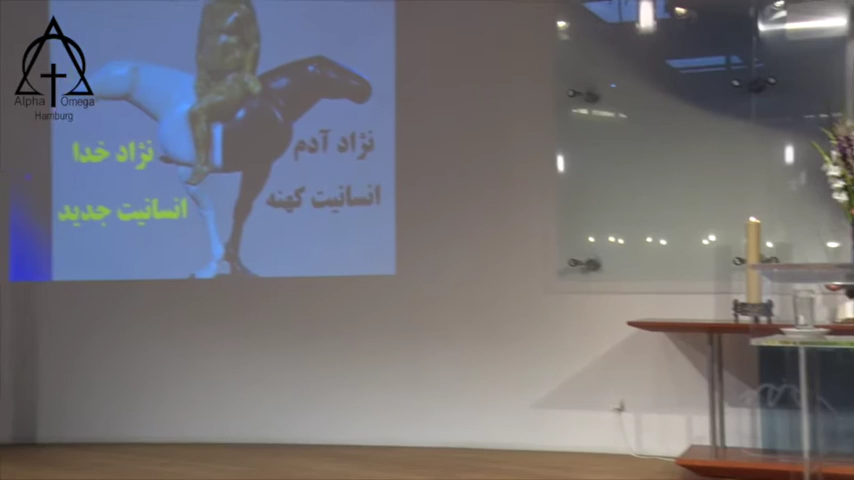 Alpha Omega
Hamburg
نژاد آدم
نژاد خدا
انسانیت کهنه
انسانیت جدید